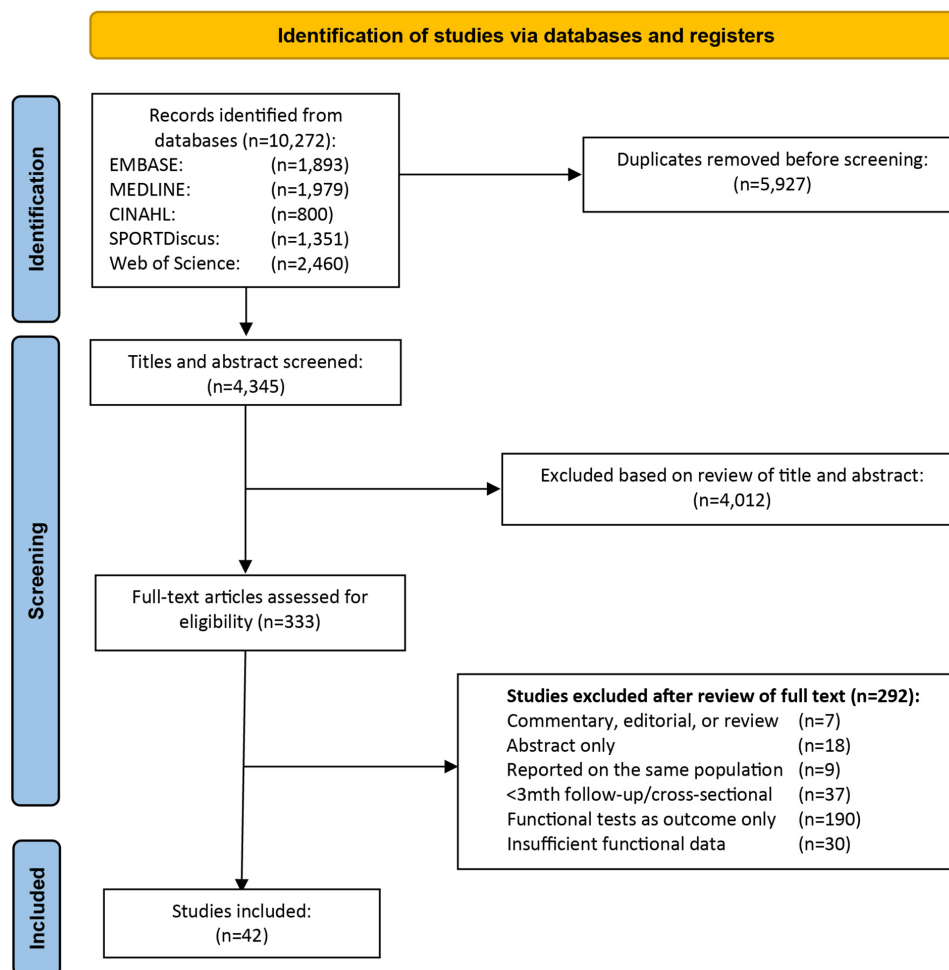 Identification of studies via databases and registers
Identification
Records identified from
databases (n=10,272):
EMBASE: (n=1,893)
MEDLINE: (n=1,979)
CINAHL: (n=800)
SPORTDiscus: (n=1,351)
Web of Science: (n=2,460)
Duplicates removed before screening:
(n=5,927)
Screening
Titles and abstract screened:
(n=4,345)
Excluded based on review of title and abstract:
(n=4,012)
Full-text articles assessed for
eligibility (n=333)
Studies excluded after review of full text (n=292):
Commentary, editorial, or review (n=7)
Abstract only (n=18)
Reported on the same population (n=9)
<3mth follow-up/cross-sectional (n=37)
Functional tests as outcome only (n=190)
Insufficient functional data (n=30)
Included
Studies included:
(n=42)